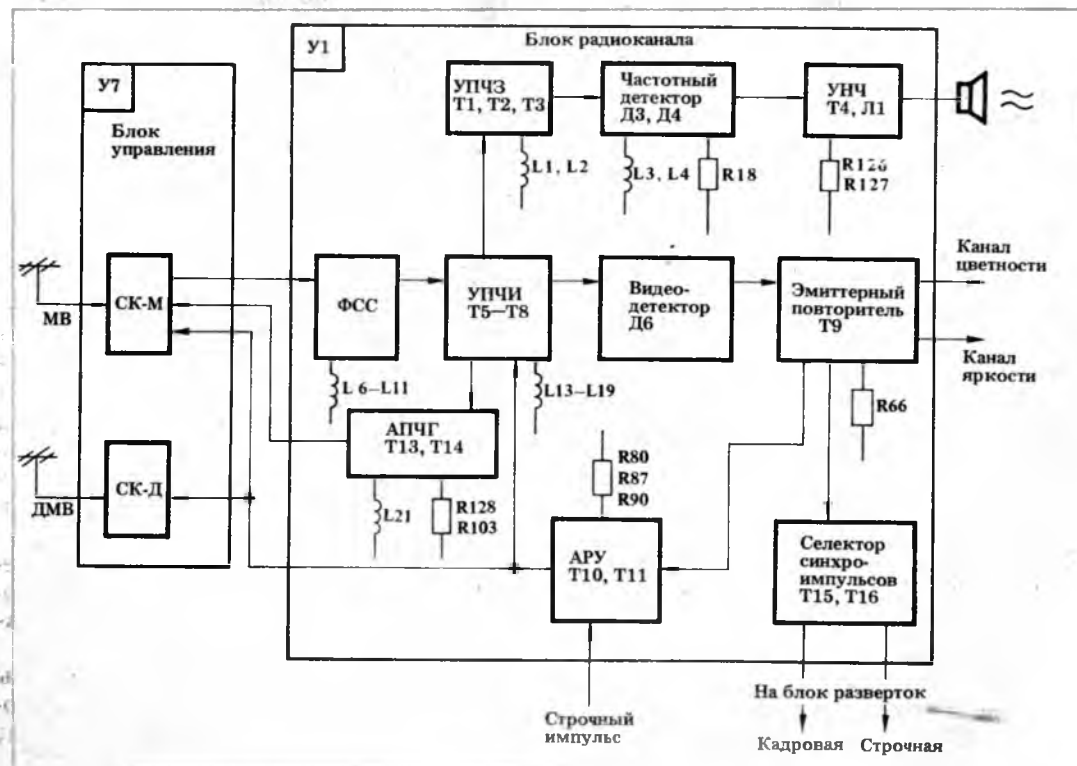 У1
Блок радиоканала
У7
Блок
управления
УПЧЗ
Т1, Т2, Т3
Частотный
детектор
Д3, Д4
УНЧ
Т4, Л1
L1, L2
L3, L4
R18
R126
R127
МВ
СК-М
ФСС
УПЧИ
Т5—Т8
Видео-
детектор
Д6
Эмиттерный
повторитель
Т9
Канал
цветности
Канал
яркости
L 6—L11
L13—L19
R66
АПЧГ
Т13, Т14
ДМВ
СК-Д
L21
R128
R103
R80
R87
R90
АРУ
Т10, Т11
Селектор
синхро-
импульсов
Т15, Т16
Строчный
импульс
На блок разверток
Кадровая
Строчная